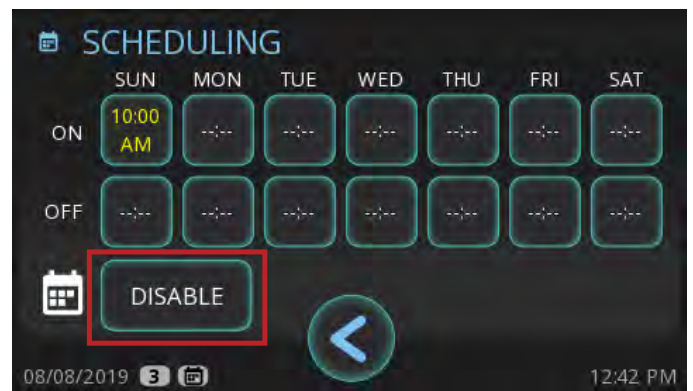 SCHEDULING
SUN MON TUE WED THU FRI SAT
ON 10:00 AM --:-- --:-- --:-- --:-- --:-- --:--
OFF --:-- --:-- --:-- --:-- --:-- --:-- --:--
DISABLE
<
08/08/2019 3 12:42 PM